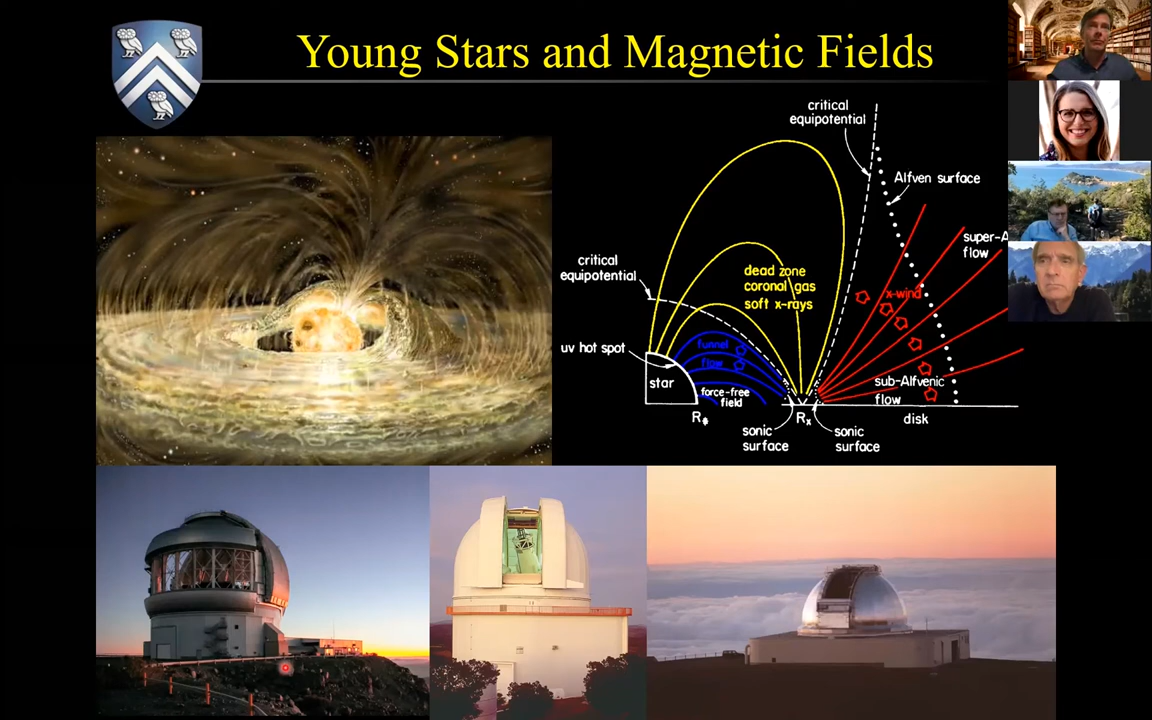 Young Stars and Magnetic Fields
critical
equipotential
Alfven surface
super-A
flow
critical
equipotential
dead zone
coronal gas
soft x-rays
x-wind
uv hot spot
funnel
flow
star
force-free
field
sub-Alfvenic
flow
R*
Rx
disk
sonic
surface
sonic
surface